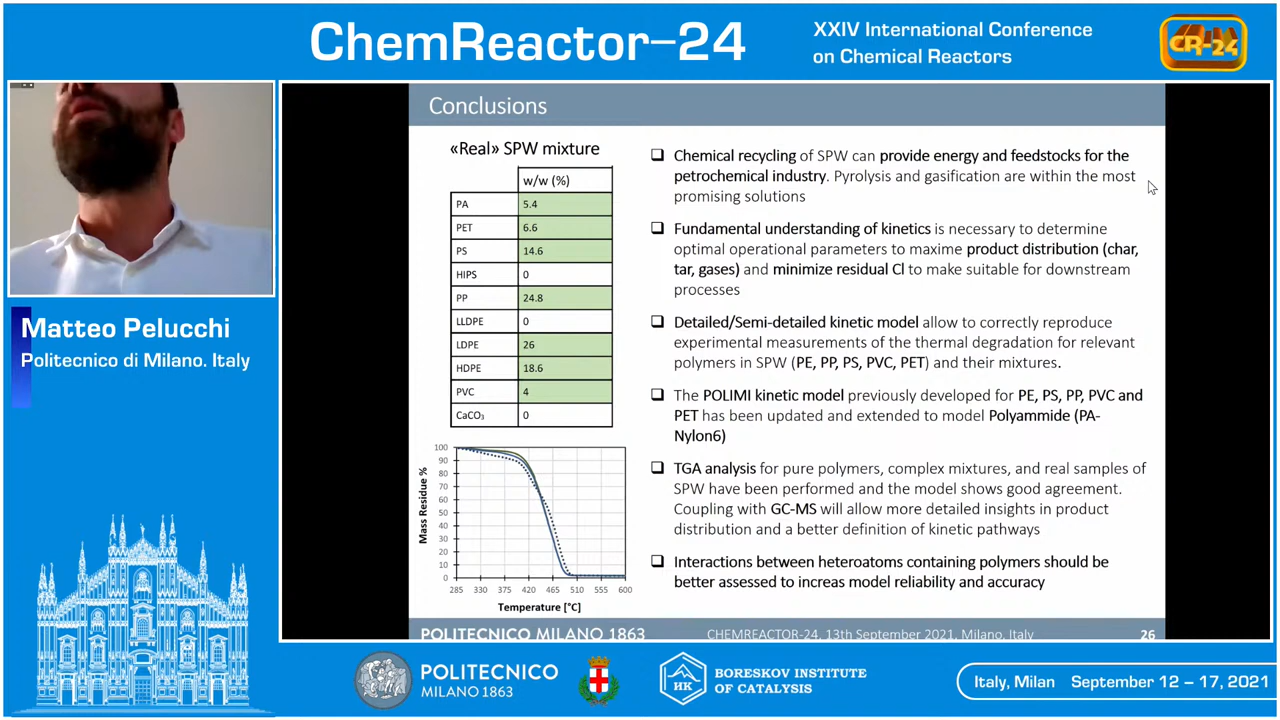 ChemReactor-24
XXIV International Conference
on Chemical Reactors
CR-24
Matteo Pelucchi
Politecnico di Milano. Italy
Conclusions
«Real» SPW mixture
w/w (%)
PA 5.4
PET 6.6
PS 14.6
HIPS 0
PP 24.8
LLDPE 0
LDPE 26
HDPE 18.6
PVC 4
CaCO₃ 0
Mass Residue %
100
90
80
70
60
50
40
30
20
10
0
285 330 375 420 465 510 555 600
Temperature [°C]
❑ Chemical recycling of SPW can provide energy and feedstocks for the
petrochemical industry. Pyrolysis and gasification are within the most
promising solutions
❑ Fundamental understanding of kinetics is necessary to determine
optimal operational parameters to maxime product distribution (char,
tar, gases) and minimize residual Cl to make suitable for downstream
processes
❑ Detailed/Semi-detailed kinetic model allow to correctly reproduce
experimental measurements of the thermal degradation for relevant
polymers in SPW (PE, PP, PS, PVC, PET) and their mixtures.
❑ The POLIMI kinetic model previously developed for PE, PS, PP, PVC and
PET has been updated and extended to model Polyammide (PA-
Nylon6)
❑ TGA analysis for pure polymers, complex mixtures, and real samples of
SPW have been performed and the model shows good agreement.
Coupling with GC-MS will allow more detailed insights in product
distribution and a better definition of kinetic pathways
❑ Interactions between heteroatoms containing polymers should be
better assessed to increas model reliability and accuracy
POLITECNICO MILANO 1863
CHEMREACTOR-24, 13th September 2021, Milano, Italy
26
POLITECNICO
MILANO 1863
НК
BORESKOV INSTITUTE
OF CATALYSIS
Italy, Milan September 12 – 17, 2021